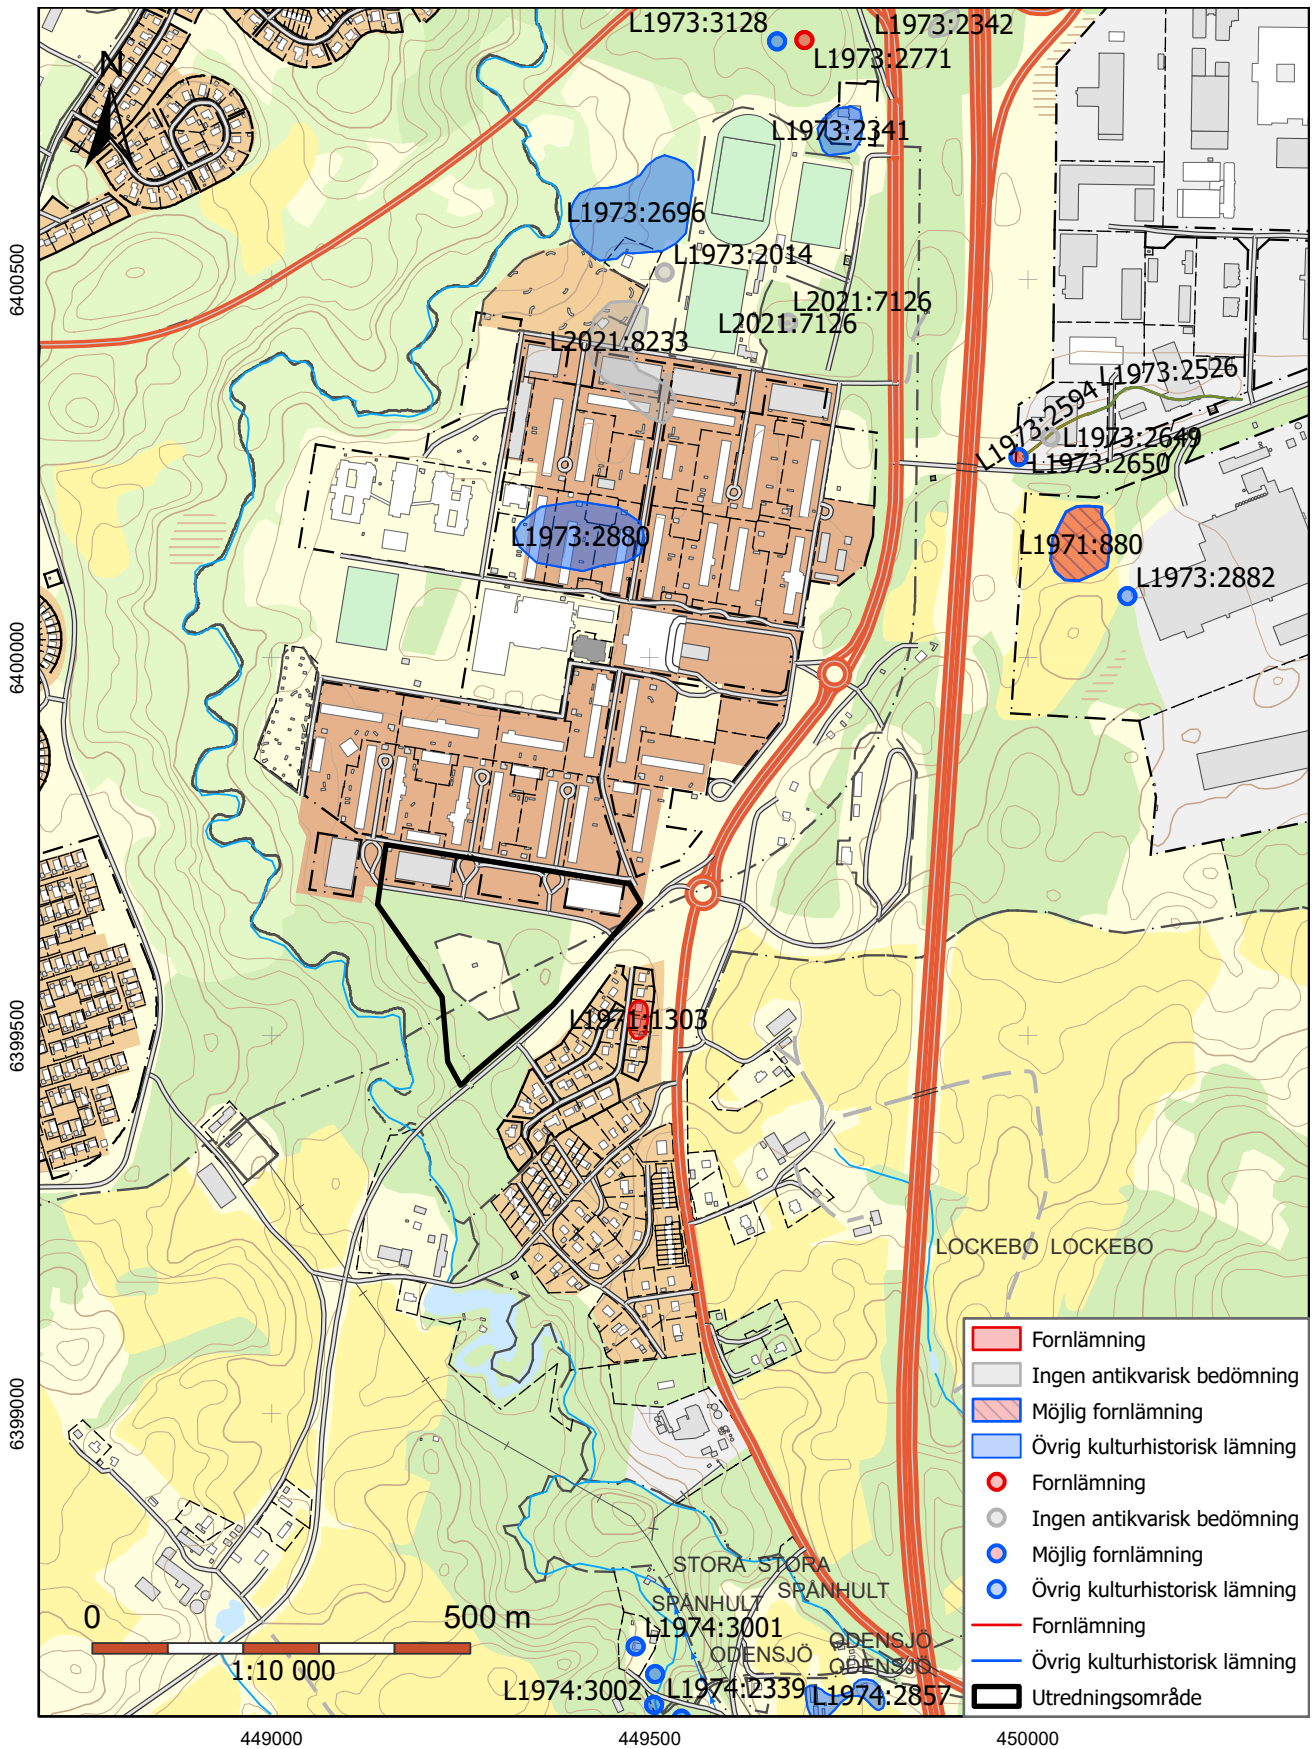 L1973:3128
L1973:2342
L1973:2771
N
4
L1973:2341
L1973:2696
L1973:2014
6400500
L2021:7126
L2021:7126
L2021:8233
L1973:2526
L1973:2594
L1973:2649
L1973:2650
L1973:2880
L1971:880
L1973:2882
6400000
L1971:1303
6399500
LOCKEBO LOCKEBO
Fornlämning
Ingen antikvarisk bedömning
Möjlig fornlämning
Övrig kulturhistorisk lämning
Fornlämning
Ingen antikvarisk bedömning
Möjlig fornlämning
Övrig kulturhistorisk lämning
Fornlämning
Övrig kulturhistorisk lämning
Utredningsområde
6399000
STORA STORA
SPÅNHULT
SPÅNHULT
0 500 m
1:10 000
L1974:3001
ODENSJÖ
ODENSJÖ
ODENSJÖ
L1974:3002
L1974:2339
L1974:2857
449000 449500 450000